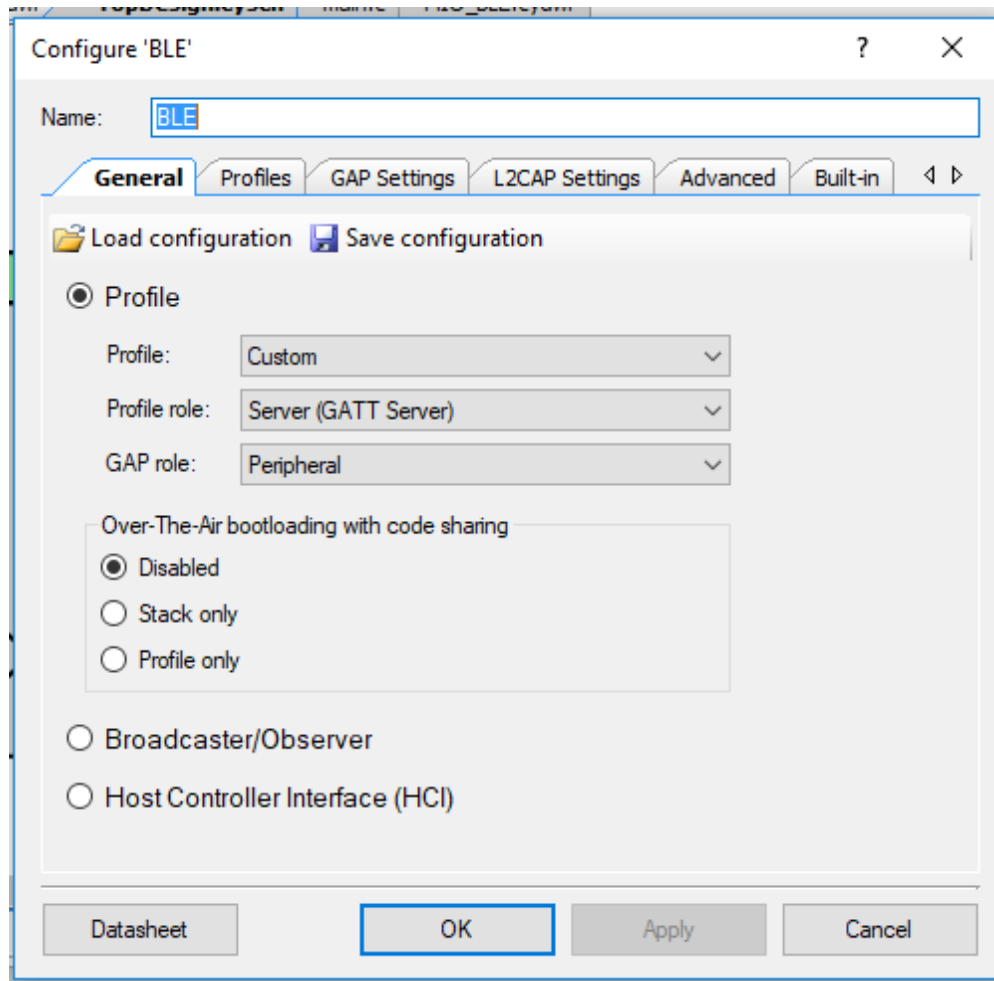 Configure 'BLE' ?
Name: BLE
General Profiles GAP Settings L2CAP Settings Advanced Built-in
Load configuration Save configuration
Profile
Profile: Custom
Profile role: Server (GATT Server)
GAP role: Peripheral
Over-The-Air bootloading with code sharing
Disabled
Stack only
Profile only
Broadcaster/Observer
Host Controller Interface (HCI)
Datasheet OK Apply Cancel